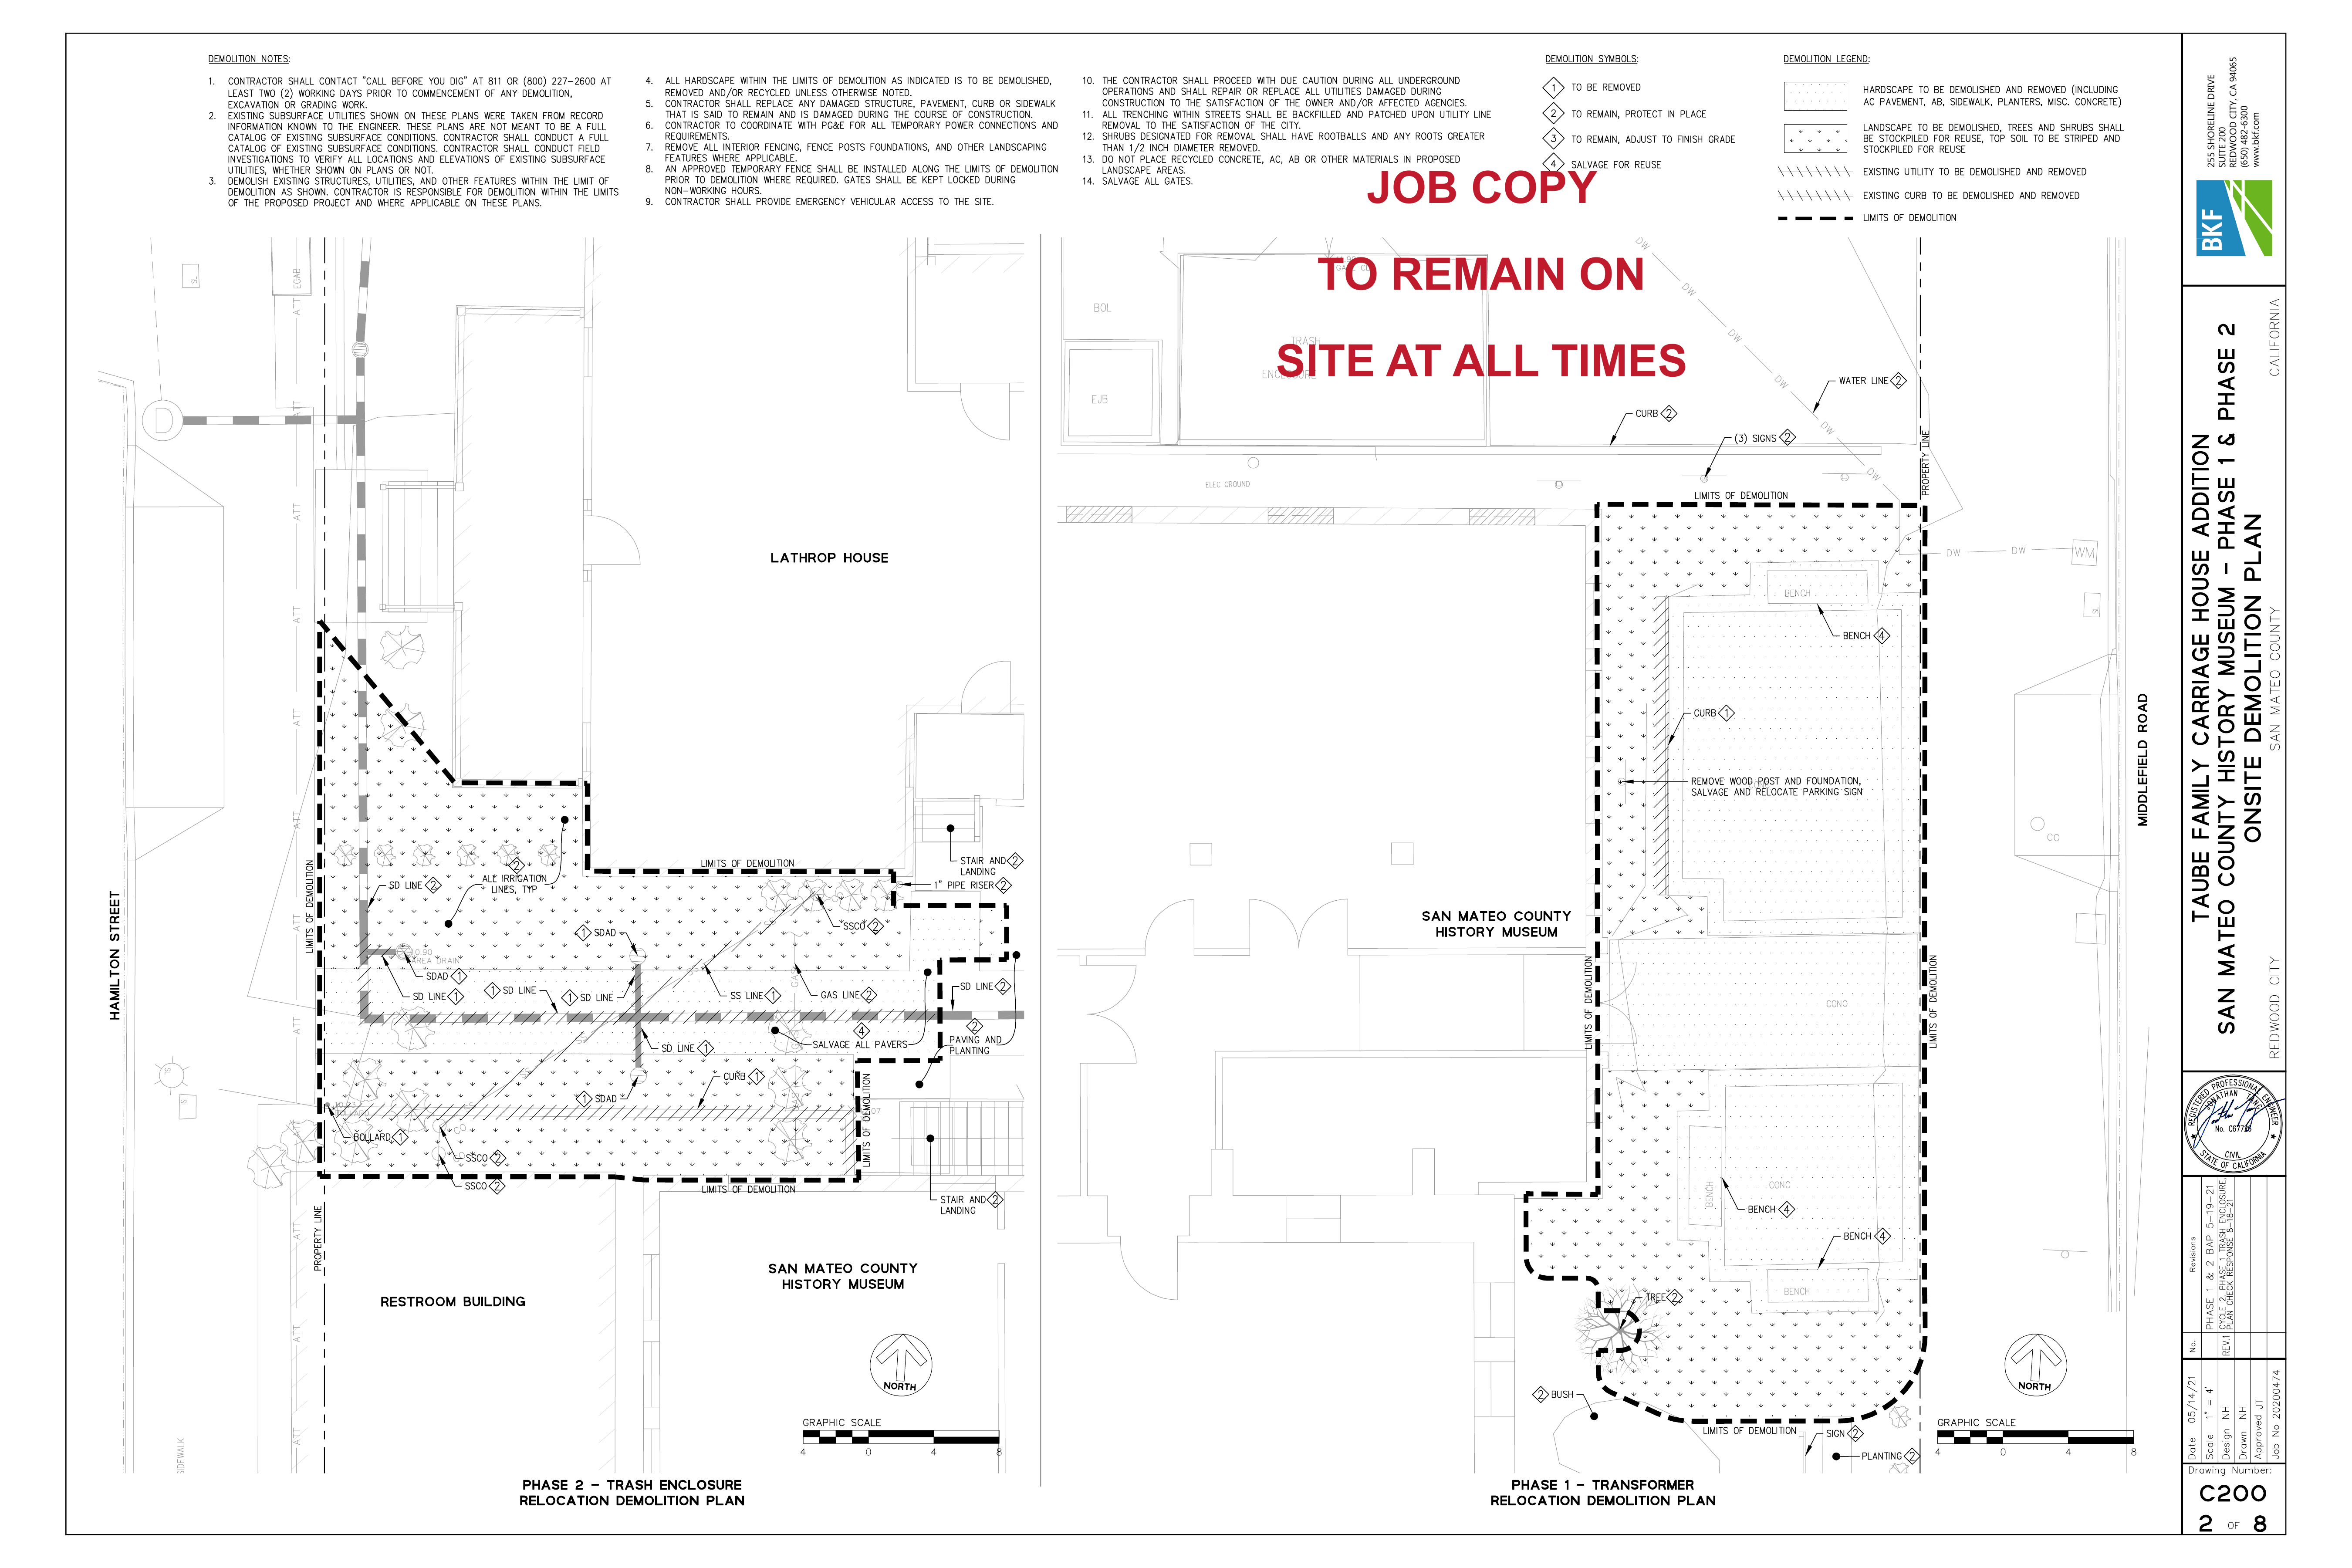 DEMOLITION NOTES:
1. CONTRACTOR SHALL CONTACT "CALL BEFORE YOU DIG" AT 811 OR (800) 227-2600 AT
LEAST TWO (2) WORKING DAYS PRIOR TO COMMENCEMENT OF ANY DEMOLITION,
EXCAVATION OR GRADING WORK.
2. EXISTING SUBSURFACE UTILITIES SHOWN ON THESE PLANS WERE TAKEN FROM RECORD
INFORMATION KNOWN TO THE ENGINEER. THESE PLANS ARE NOT MEANT TO BE A FULL
CATALOG OF EXISTING SUBSURFACE CONDITIONS. CONTRACTOR SHALL CONDUCT A FULL
CATALOG OF EXISTING SUBSURFACE CONDITIONS. CONTRACTOR SHALL CONDUCT FIELD
INVESTIGATIONS TO VERIFY ALL LOCATIONS AND ELEVATIONS OF EXISTING SUBSURFACE
UTILITIES, WHETHER SHOWN ON PLANS OR NOT.
3. DEMOLISH EXISTING STRUCTURES, UTILITIES, AND OTHER FEATURES WITHIN THE LIMIT OF
DEMOLITION AS SHOWN. CONTRACTOR IS RESPONSIBLE FOR DEMOLITION WITHIN THE LIMITS
OF THE PROPOSED PROJECT AND WHERE APPLICABLE ON THESE PLANS.
4. ALL HARDSCAPE WITHIN THE LIMITS OF DEMOLITION AS INDICATED IS TO BE DEMOLISHED,
REMOVED AND/OR RECYCLED UNLESS OTHERWISE NOTED.
5. CONTRACTOR SHALL REPLACE ANY DAMAGED STRUCTURE, PAVEMENT, CURB OR SIDEWALK
THAT IS SAID TO REMAIN AND IS DAMAGED DURING THE COURSE OF CONSTRUCTION.
6. CONTRACTOR TO COORDINATE WITH PG&E FOR ALL TEMPORARY POWER CONNECTIONS AND
REQUIREMENTS.
7. REMOVE ALL INTERIOR FENCING, FENCE POSTS FOUNDATIONS, AND OTHER LANDSCAPING
FEATURES WHERE APPLICABLE.
8. AN APPROVED TEMPORARY FENCE SHALL BE INSTALLED ALONG THE LIMITS OF DEMOLITION
PRIOR TO DEMOLITION WHERE REQUIRED. GATES SHALL BE KEPT LOCKED DURING
NON-WORKING HOURS.
9. CONTRACTOR SHALL PROVIDE EMERGENCY VEHICULAR ACCESS TO THE SITE.
10. THE CONTRACTOR SHALL PROCEED WITH DUE CAUTION DURING ALL UNDERGROUND
OPERATIONS AND SHALL REPAIR OR REPLACE ALL UTILITIES DAMAGED DURING
CONSTRUCTION TO THE SATISFACTION OF THE OWNER AND/OR AFFECTED AGENCIES.
11. ALL TRENCHING WITHIN STREETS SHALL BE BACKFILLED AND PATCHED UPON UTILITY LINE
REMOVAL TO THE SATISFACTION OF THE CITY.
12. SHRUBS DESIGNATED FOR REMOVAL SHALL HAVE ROOTBALLS AND ANY ROOTS GREATER
THAN 1/2 INCH DIAMETER REMOVED.
13. DO NOT PLACE RECYCLED CONCRETE, AC, AB OR OTHER MATERIALS IN PROPOSED
LANDSCAPE AREAS.
14. SALVAGE ALL GATES.
DEMOLITION SYMBOLS:
1 TO BE REMOVED
2 TO REMAIN, PROTECT IN PLACE
3 TO REMAIN, ADJUST TO FINISH GRADE
4 SALVAGE FOR REUSE
DEMOLITION LEGEND:
HARDSCAPE TO BE DEMOLISHED AND REMOVED (INCLUDING
AC PAVEMENT, AB, SIDEWALK, PLANTERS, MISC. CONCRETE)
LANDSCAPE TO BE DEMOLISHED, TREES AND SHRUBS SHALL
BE STOCKPILED FOR REUSE, TOP SOIL TO BE STRIPED AND
STOCKPILED FOR REUSE
EXISTING UTILITY TO BE DEMOLISHED AND REMOVED
EXISTING CURB TO BE DEMOLISHED AND REMOVED
LIMITS OF DEMOLITION
JOB COPY
TO REMAIN ON
SITE AT ALL TIMES
EGAB
ATT
ATT
ATT
ATT
ATT
ATT
ATT
ATT
ATT
ATT
ATT
D
LATHROP HOUSE
LIMITS OF DEMOLITION
STAIR AND 2
LANDING
1" PIPE RISER 2
2
ALL IRRIGATION
LINES, TYP
SD LINE 2
LIMITS OF DEMOLITION
SSCO 2
1 SDAD
AREA DRAIN
SDAD 1
SD LINE 1
1 SD LINE
1 SD LINE
SS LINE 1
GAS LINE 2
GAS
SD LINE 2
4
SALVAGE ALL PAVERS
2
PAVING AND
PLANTING
SD LINE 1
CURB 1
1 SDAD
BOLLARD 1
CO
SSCO 2
SSCO 2
LIMITS OF DEMOLITION
LIMITS OF DEMOLITION
STAIR AND 2
LANDING
HAMILTON STREET
PROPERTY LINE
RESTROOM BUILDING
SAN MATEO COUNTY
HISTORY MUSEUM
NORTH
GRAPHIC SCALE
4 0 4 8
PHASE 2 - TRASH ENCLOSURE
RELOCATION DEMOLITION PLAN
BOL
EJB
TRASH
ENCLOSURE
ELEC GROUND
DW
DW
DW
DW
DW
DW
DW
DW
WATER LINE 2
CURB 2
(3) SIGNS 2
PROPERTY LINE
LIMITS OF DEMOLITION
WM
BENCH
BENCH 4
CURB 1
REMOVE WOOD POST AND FOUNDATION,
SALVAGE AND RELOCATE PARKING SIGN
CO
MIDDLEFIELD ROAD
SAN MATEO COUNTY
HISTORY MUSEUM
LIMITS OF DEMOLITION
LIMITS OF DEMOLITION
CONC
CONC
BENCH
BENCH 4
BENCH 4
BENCH
TREE 2
2 BUSH
LIMITS OF DEMOLITION
SIGN 2
PLANTING 2
NORTH
GRAPHIC SCALE
4 0 4 8
PHASE 1 - TRANSFORMER
RELOCATION DEMOLITION PLAN
255 SHORELINE DRIVE
SUITE 200
REDWOOD CITY, CA 94065
(650) 482-6300
www.bkf.com
BKF
TAUBE FAMILY CARRIAGE HOUSE ADDITION
SAN MATEO COUNTY HISTORY MUSEUM - PHASE 1 & PHASE 2
ONSITE DEMOLITION PLAN
REDWOOD CITY SAN MATEO COUNTY CALIFORNIA
REGISTERED PROFESSIONAL ENGINEER
JONATHAN TANG
No. C67726
CIVIL
STATE OF CALIFORNIA
No. Revisions
PHASE 1 & 2 BAP 5-19-21
REV.1 CYCLE 2, PHASE 1 TRASH ENCLOSURE,
PLAN CHECK RESPONSE 8-18-21
Date 05/14/21
Scale 1" = 4'
Design NH
Drawn NH
Approved JT
Job No 20200474
Drawing Number:
C200
2 OF 8